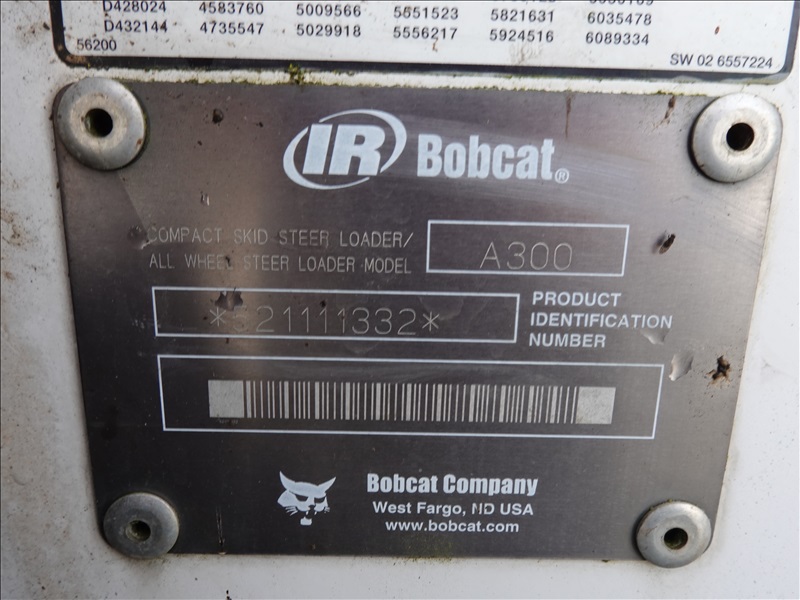 D428024 4583760 5009566 5551523 5821631 6035478
D432144 4735547 5029918 5556217 5924516 6089334
56200
SW 02 6557224
IR Bobcat®
COMPACT SKID STEER LOADER/
ALL WHEEL STEER LOADER MODEL
A300
*521111332*
PRODUCT
IDENTIFICATION
NUMBER
Bobcat Company
West Fargo, ND USA
www.bobcat.com